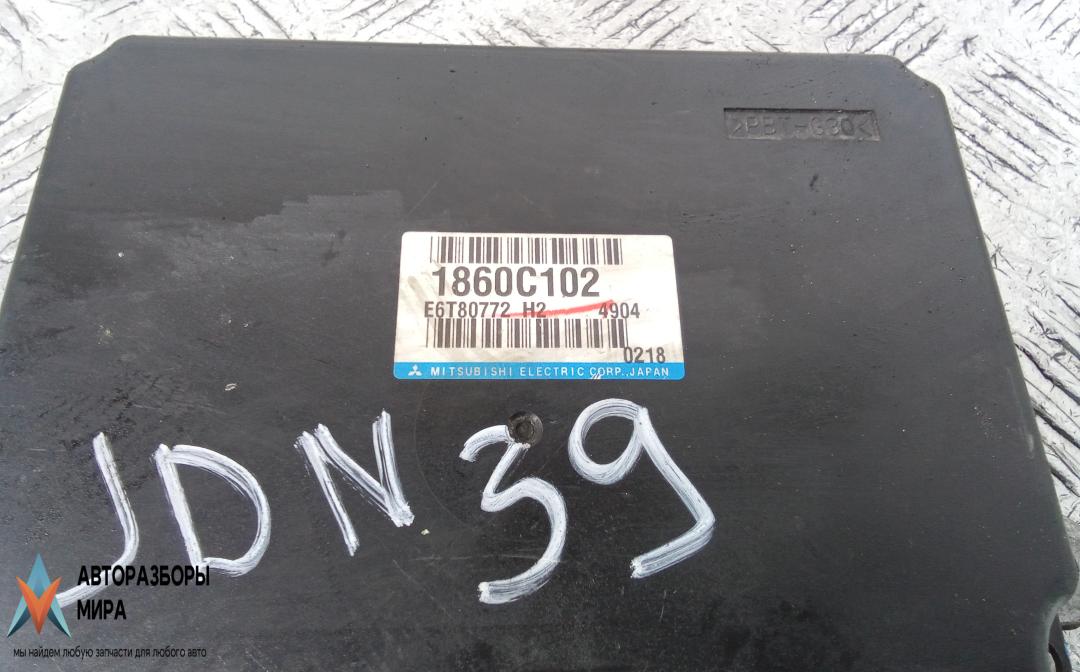 >PBT-G30<
1860C102
E6T80772 H2 4904
0218
MITSUBISHI ELECTRIC CORP.,JAPAN
JDN39
АВТОРАЗБОРЫ
МИРА
мы найдем любую запчасти для любого авто